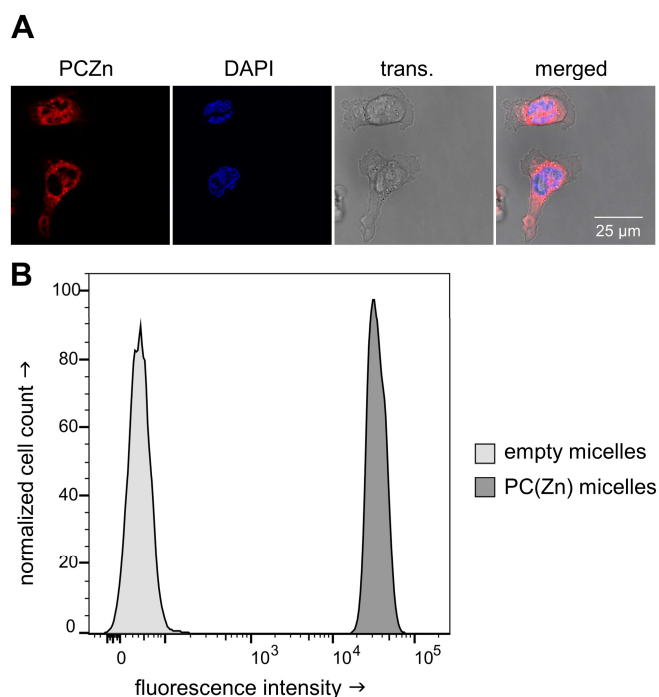 A
PCZn DAPI trans. merged
25 µm
B
100
80
60
40
20
0
normalized cell count →
0 10³ 10⁴ 10⁵
fluorescence intensity →
empty micelles
PC(Zn) micelles